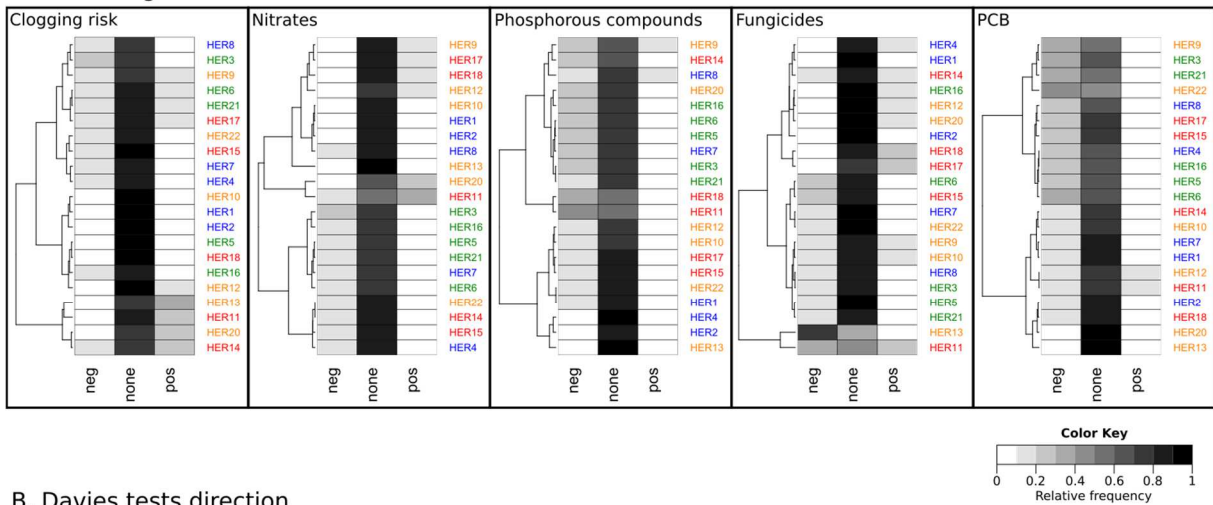 Clogging risk
HER8
HER3
HER9
HER6
HER21
HER17
HER22
HER15
HER7
HER4
HER10
HER1
HER2
HER5
HER18
HER16
HER12
HER13
HER11
HER20
HER14
neg
none
pos
Nitrates
HER9
HER17
HER18
HER12
HER10
HER1
HER2
HER8
HER13
HER20
HER11
HER3
HER16
HER5
HER21
HER7
HER6
HER22
HER14
HER15
HER4
neg
none
pos
Phosphorous compounds
HER9
HER14
HER8
HER20
HER16
HER6
HER5
HER7
HER3
HER21
HER18
HER11
HER12
HER10
HER17
HER15
HER22
HER1
HER4
HER2
HER13
neg
none
pos
Fungicides
HER4
HER1
HER14
HER16
HER12
HER20
HER2
HER18
HER17
HER6
HER15
HER7
HER22
HER9
HER10
HER8
HER3
HER5
HER21
HER13
HER11
neg
none
pos
PCB
HER9
HER3
HER21
HER22
HER8
HER17
HER15
HER4
HER16
HER5
HER6
HER14
HER10
HER7
HER1
HER12
HER11
HER2
HER18
HER20
HER13
neg
none
pos
Color Key
0 0.2 0.4 0.6 0.8 1
Relative frequency
B. Davies tests direction